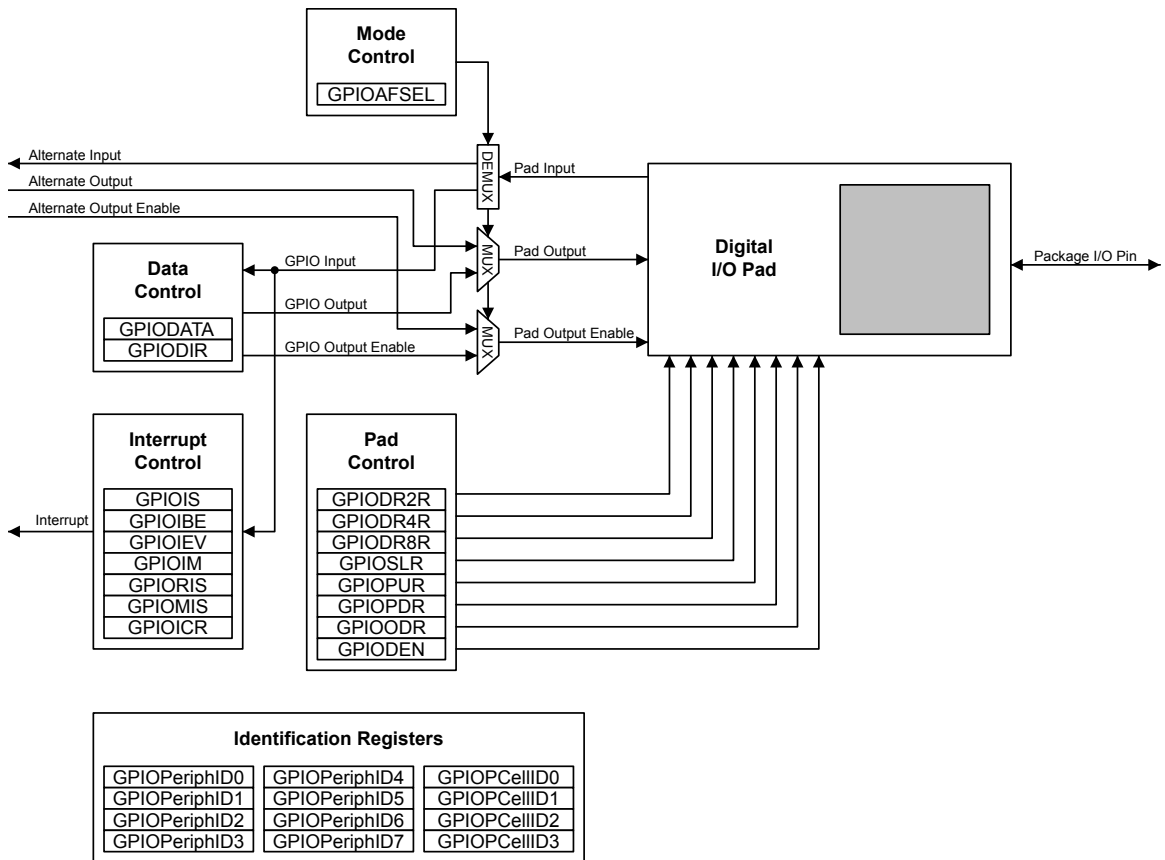 Mode
Control
GPIOAFSEL
Alternate Input
Alternate Output
Alternate Output Enable
DEMUX
Pad Input
MUX
Pad Output
MUX
Pad Output Enable
Digital
I/O Pad
Package I/O Pin
Data
Control
GPIODATA
GPIODIR
GPIO Input
GPIO Output
GPIO Output Enable
Interrupt
Control
GPIOIS
GPIOIBE
GPIOIEV
GPIOIM
GPIORIS
GPIOMIS
GPIOICR
Interrupt
Pad
Control
GPIODR2R
GPIODR4R
GPIODR8R
GPIOSLR
GPIOPUR
GPIOPDR
GPIOODR
GPIODEN
Identification Registers
GPIOPeriphID0
GPIOPeriphID1
GPIOPeriphID2
GPIOPeriphID3
GPIOPeriphID4
GPIOPeriphID5
GPIOPeriphID6
GPIOPeriphID7
GPIOPCellID0
GPIOPCellID1
GPIOPCellID2
GPIOPCellID3